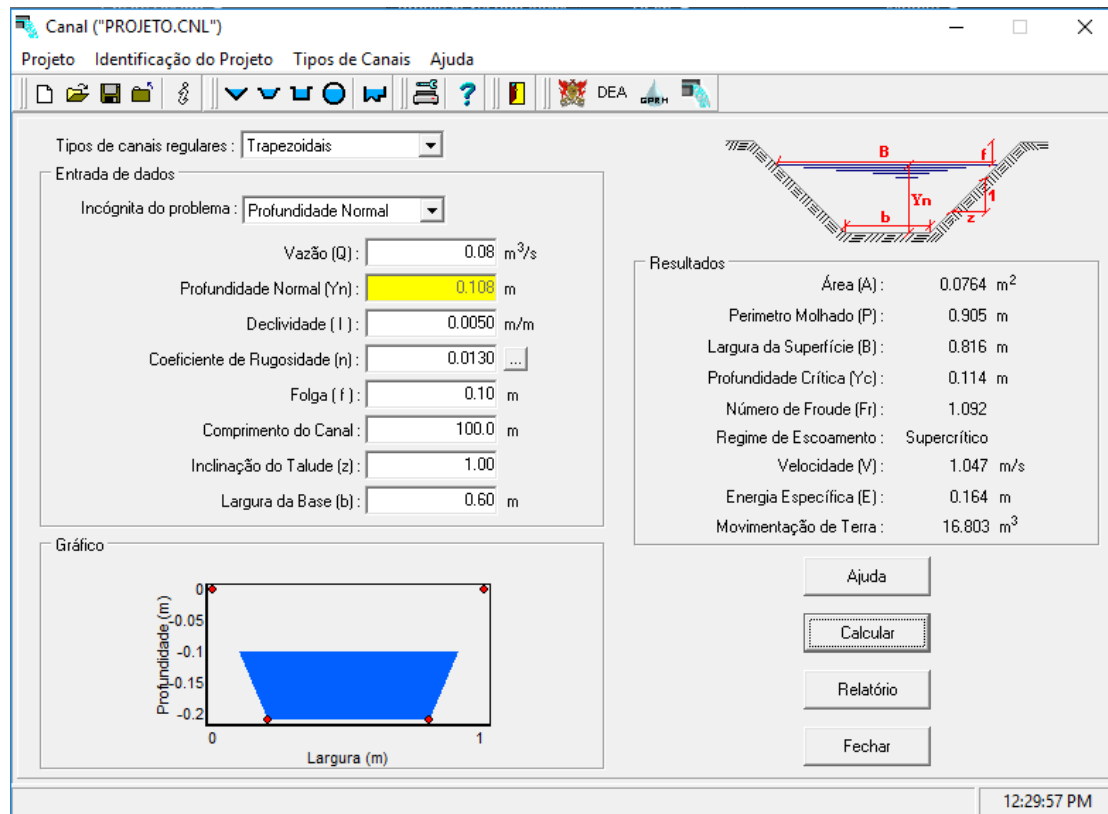 Canal ("PROJETO.CNL")
Projeto Identificação do Projeto Tipos de Canais Ajuda
DEA GPRH
Tipos de canais regulares : Trapezoidais
Entrada de dados
Incógnita do problema : Profundidade Normal
Vazão (Q) : 0.08 m³/s
Profundidade Normal (Yn) : 0.108 m
Declividade ( I ) : 0.0050 m/m
Coeficiente de Rugosidade (n) : 0.0130 ...
Folga ( f ) : 0.10 m
Comprimento do Canal : 100.0 m
Inclinação do Talude (z) : 1.00
Largura da Base (b) : 0.60 m
B f
Yn 1
b z
Resultados
Área (A) : 0.0764 m²
Perimetro Molhado (P) : 0.905 m
Largura da Superfície (B) : 0.816 m
Profundidade Crítica (Yc) : 0.114 m
Número de Froude (Fr) : 1.092
Regime de Escoamento : Supercrítico
Velocidade (V) : 1.047 m/s
Energia Específica (E) : 0.164 m
Movimentação de Terra : 16.803 m³
Gráfico
Profundidade (m)
0
-0.05
-0.1
-0.15
-0.2
0 1
Largura (m)
Ajuda
Calcular
Relatório
Fechar
12:29:57 PM